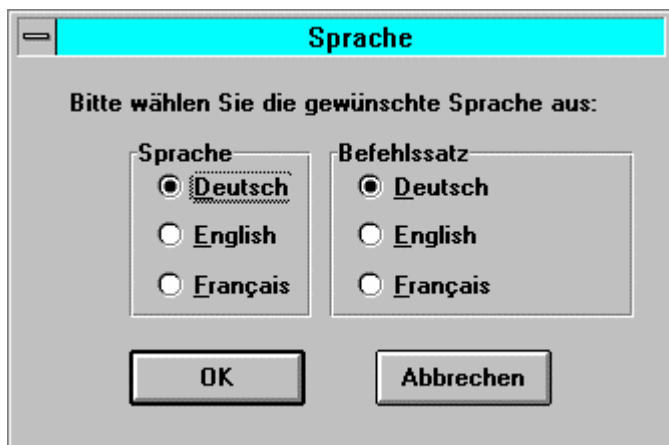 Sprache
Bitte wählen Sie die gewünschte Sprache aus:
Sprache
Deutsch
English
Français
Befehlssatz
Deutsch
English
Français
OK
Abbrechen